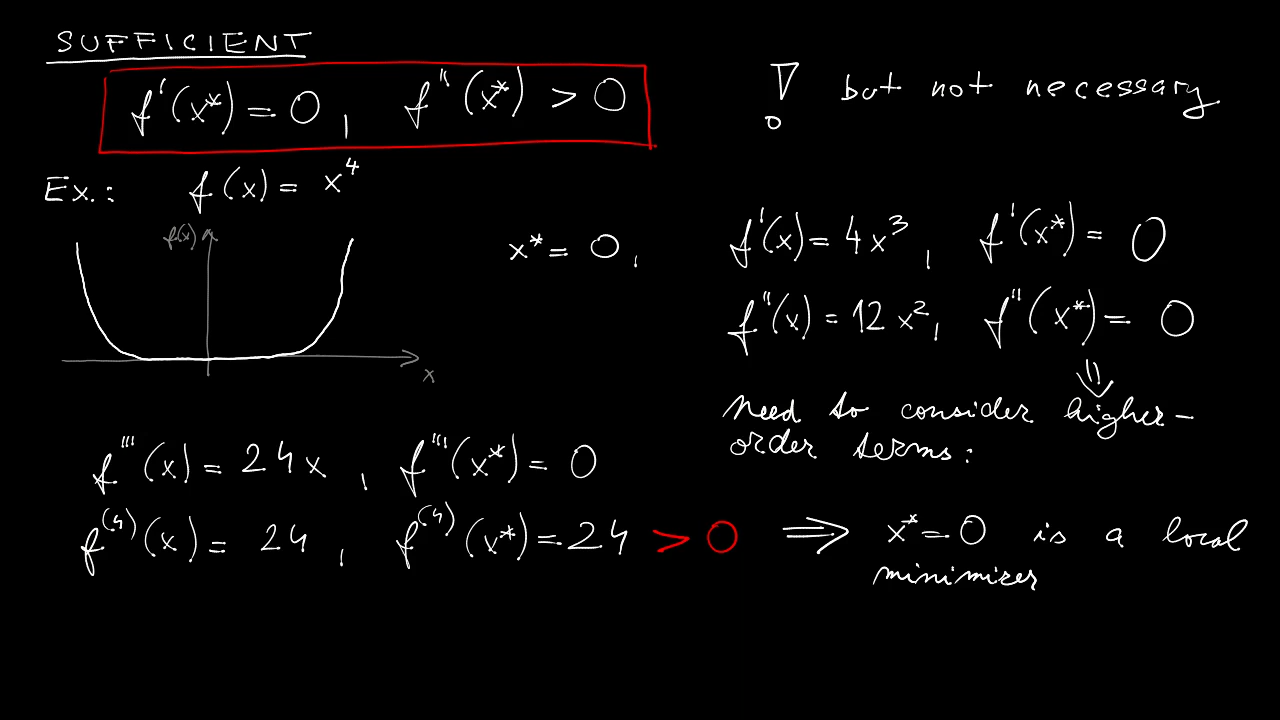 SUFFICIENT
f'(x*) = 0, f''(x*) > 0
! but not necessary
Ex.: f(x) = x⁴
f(x)
x
x* = 0,
f'(x) = 4x³, f'(x*) = 0
f''(x) = 12x², f''(x*) = 0
⇓
need to consider higher-
order terms:
f'''(x) = 24x, f'''(x*) = 0
f⁽⁴⁾(x) = 24, f⁽⁴⁾(x*) = 24 > 0 ⇒ x* = 0 is a local
minimizer